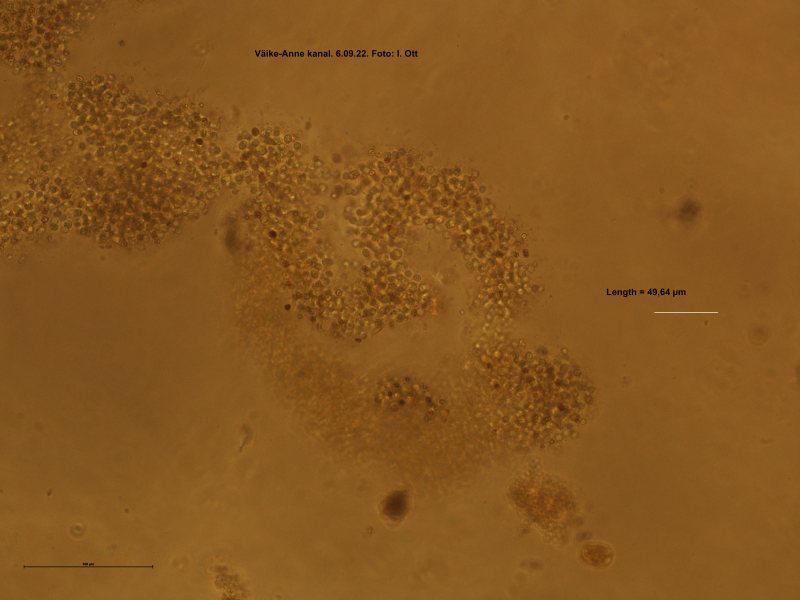 Väike-Anne kanal. 6.09.22. Foto: I. Ott
Length = 49,64 µm